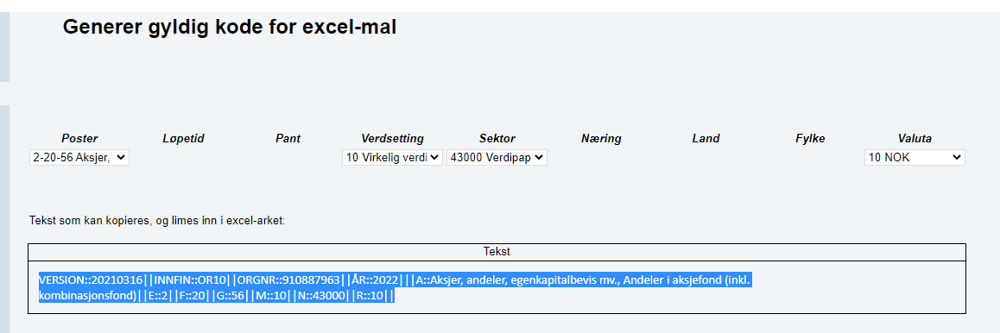 Generer gyldig kode for excel-mal
Poster Løpetid Pant Verdsetting Sektor Næring Land Fylke Valuta
2-20-56 Aksjer, 10 Virkelig verdi 43000 Verdipap 10 NOK
Tekst som kan kopieres, og limes inn i excel-arket:
Tekst
VERSION::20210316||INNFIN::OR10||ORGNR::910887963||ÅR::2022|||A::Aksjer, andeler, egenkapitalbevis mv., Andeler i aksjefond (inkl.
kombinasjonsfond)||E::2||F::20||G::56||M::10||N::43000||R::10||